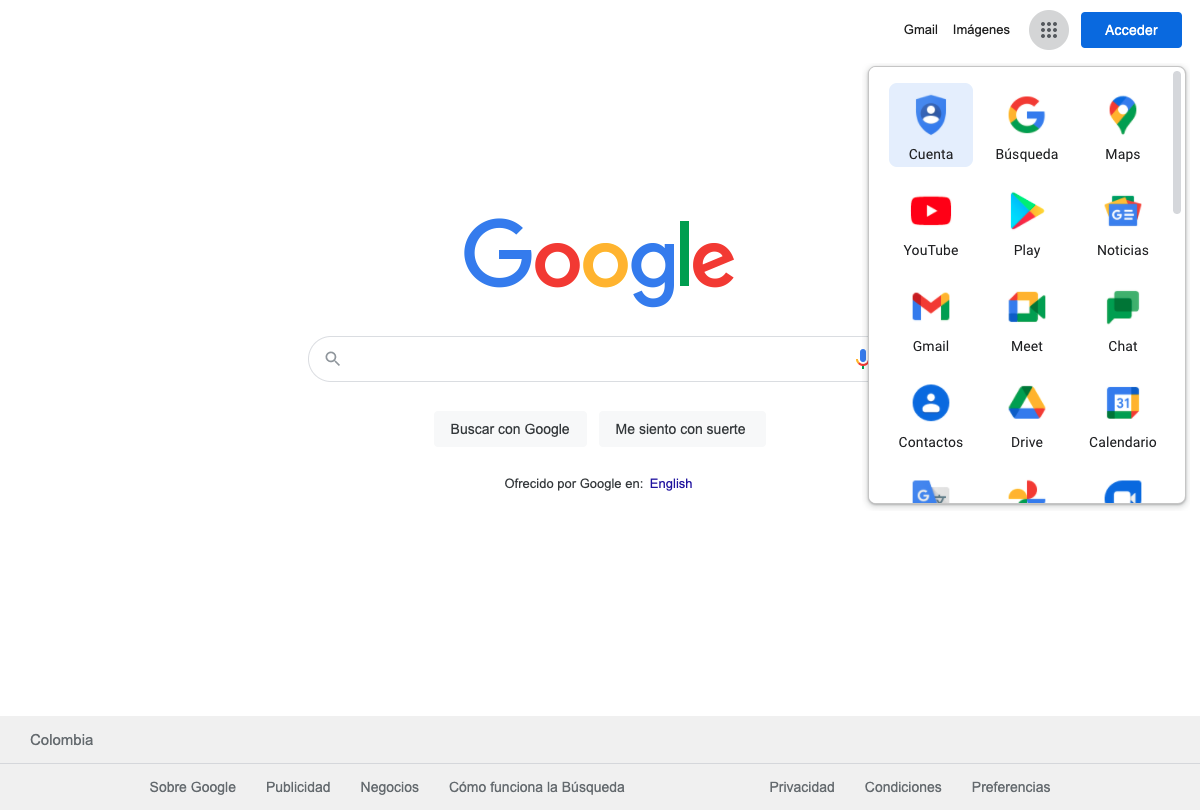 Gmail Imágenes Acceder
Cuenta Búsqueda Maps
YouTube Play Noticias
Google
Gmail Meet Chat
Buscar con Google Me siento con suerte
Contactos Drive 31 Calendario
Ofrecido por Google en: English
Colombia
Sobre Google Publicidad Negocios Cómo funciona la Búsqueda Privacidad Condiciones Preferencias